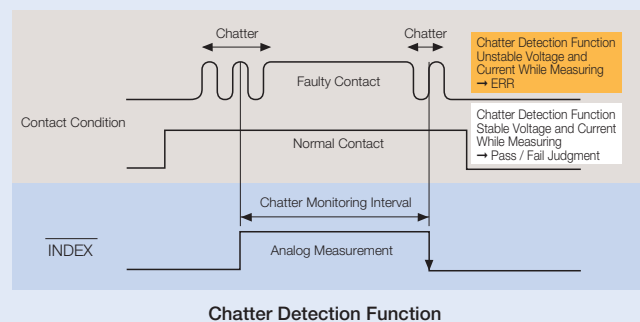 Chatter
Chatter
Chatter Detection Function
Unstable Voltage and
Current While Measuring
→ ERR
Faulty Contact
Contact Condition
Chatter Detection Function
Stable Voltage and Current
While Measuring
→ Pass / Fail Judgment
Normal Contact
Chatter Monitoring Interval
INDEX
Analog Measurement
Chatter Detection Function